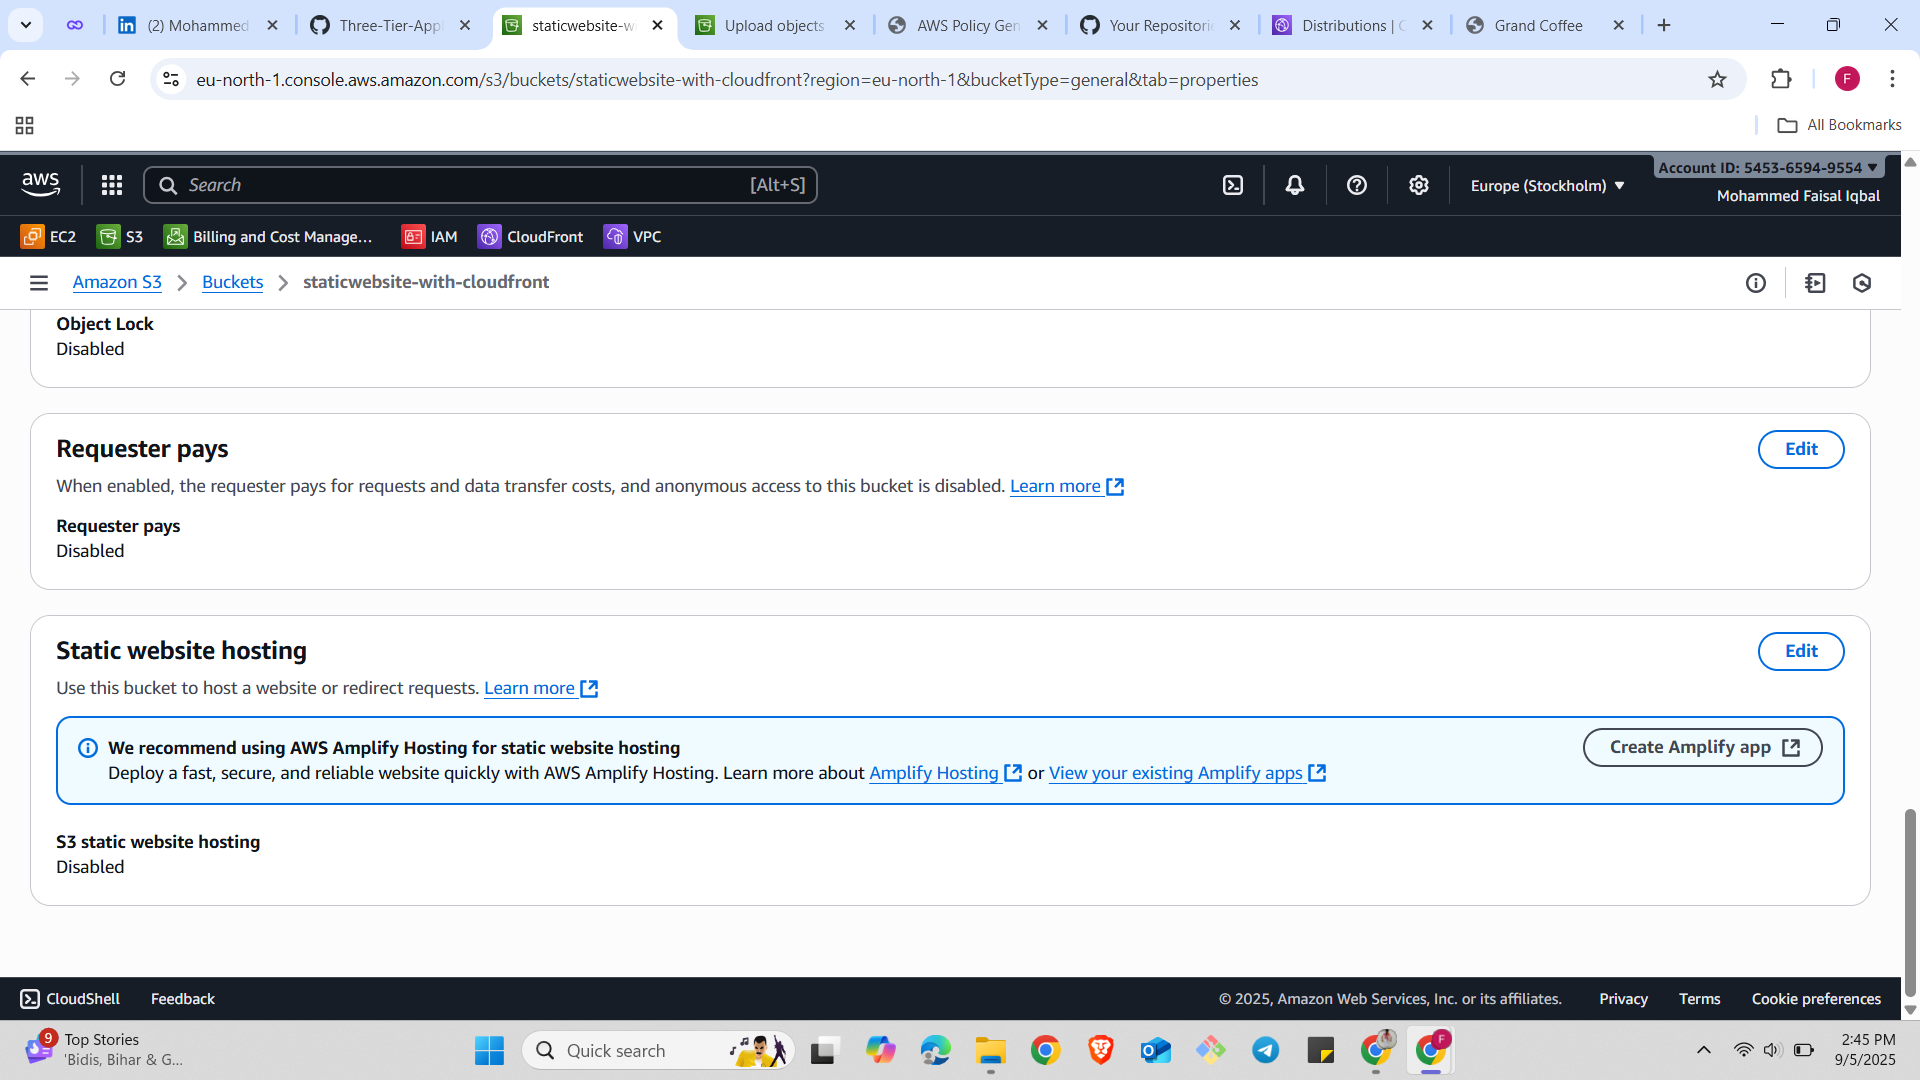 (2) Mohammed
Three-Tier-Appl
staticwebsite-w
Upload objects
AWS Policy Gen
Your Repositorie
Distributions | C
Grand Coffee
eu-north-1.console.aws.amazon.com/s3/buckets/staticwebsite-with-cloudfront?region=eu-north-1&bucketType=general&tab=properties
F
All Bookmarks
aws
Search
[Alt+S]
Europe (Stockholm)
Account ID: 5453-6594-9554
Mohammed Faisal Iqbal
EC2
S3
Billing and Cost Manage...
IAM
CloudFront
VPC
Amazon S3
Buckets
staticwebsite-with-cloudfront
Object Lock
Disabled
Requester pays
Edit
When enabled, the requester pays for requests and data transfer costs, and anonymous access to this bucket is disabled. Learn more
Requester pays
Disabled
Static website hosting
Edit
Use this bucket to host a website or redirect requests. Learn more
We recommend using AWS Amplify Hosting for static website hosting
Create Amplify app
Deploy a fast, secure, and reliable website quickly with AWS Amplify Hosting. Learn more about Amplify Hosting or View your existing Amplify apps
S3 static website hosting
Disabled
CloudShell
Feedback
© 2025, Amazon Web Services, Inc. or its affiliates.
Privacy
Terms
Cookie preferences
9
Top Stories
'Bidis, Bihar & G...
Quick search
F
2:45 PM
9/5/2025